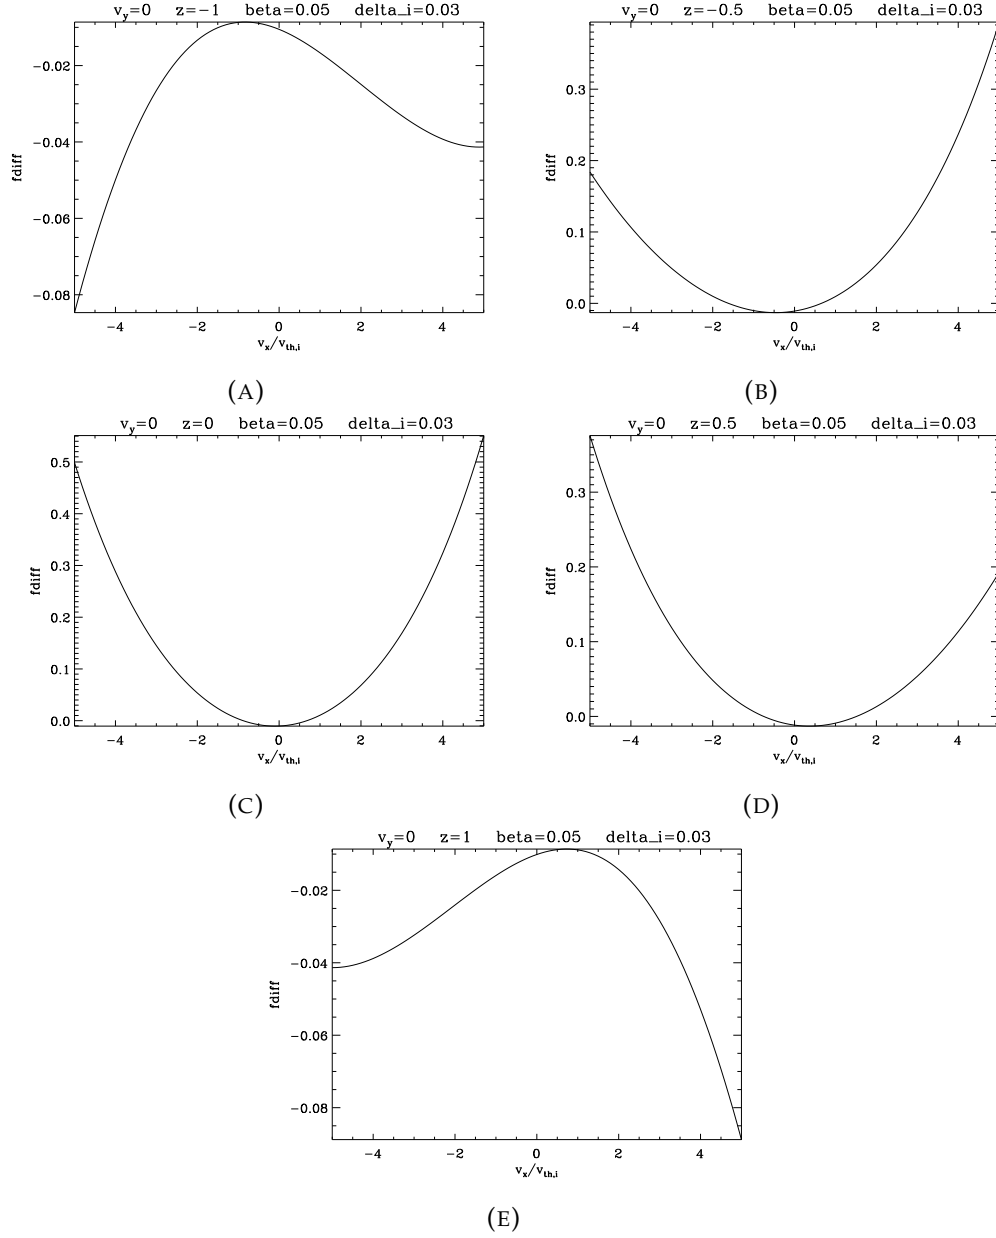 v_y=0 z=−1 beta=0.05 delta_i=0.03
−0.02
−0.04
−0.06
−0.08
fdiff
−4 −2 0 2 4
v_x/v_th,i
(A)
v_y=0 z=−0.5 beta=0.05 delta_i=0.03
0.3
0.2
0.1
0.0
fdiff
−4 −2 0 2 4
v_x/v_th,i
(B)
v_y=0 z=0 beta=0.05 delta_i=0.03
0.5
0.4
0.3
0.2
0.1
0.0
fdiff
−4 −2 0 2 4
v_x/v_th,i
(C)
v_y=0 z=0.5 beta=0.05 delta_i=0.03
0.3
0.2
0.1
0.0
fdiff
−4 −2 0 2 4
v_x/v_th,i
(D)
v_y=0 z=1 beta=0.05 delta_i=0.03
−0.02
−0.04
−0.06
−0.08
fdiff
−4 −2 0 2 4
v_x/v_th,i
(E)